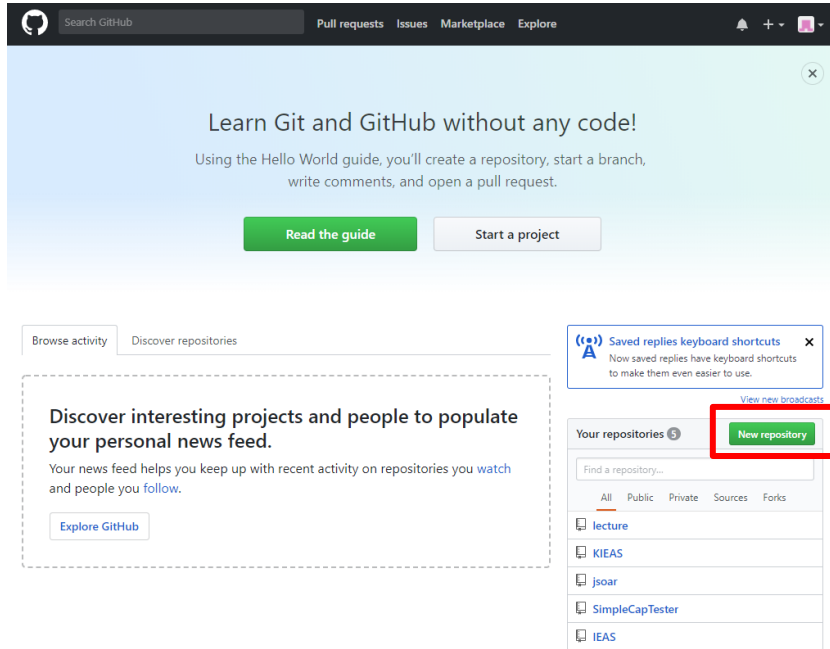 Search GitHub
Pull requests Issues Marketplace Explore
Learn Git and GitHub without any code!
Using the Hello World guide, you'll create a repository, start a branch,
write comments, and open a pull request.
Read the guide
Start a project
Browse activity
Discover repositories
Discover interesting projects and people to populate
your personal news feed.
Your news feed helps you keep up with recent activity on repositories you watch
and people you follow.
Explore GitHub
Saved replies keyboard shortcuts
Now saved replies have keyboard shortcuts
to make them even easier to use.
View new broadcasts
Your repositories 5
New repository
Find a repository...
All Public Private Sources Forks
lecture
KIEAS
jsoar
SimpleCapTester
IEAS